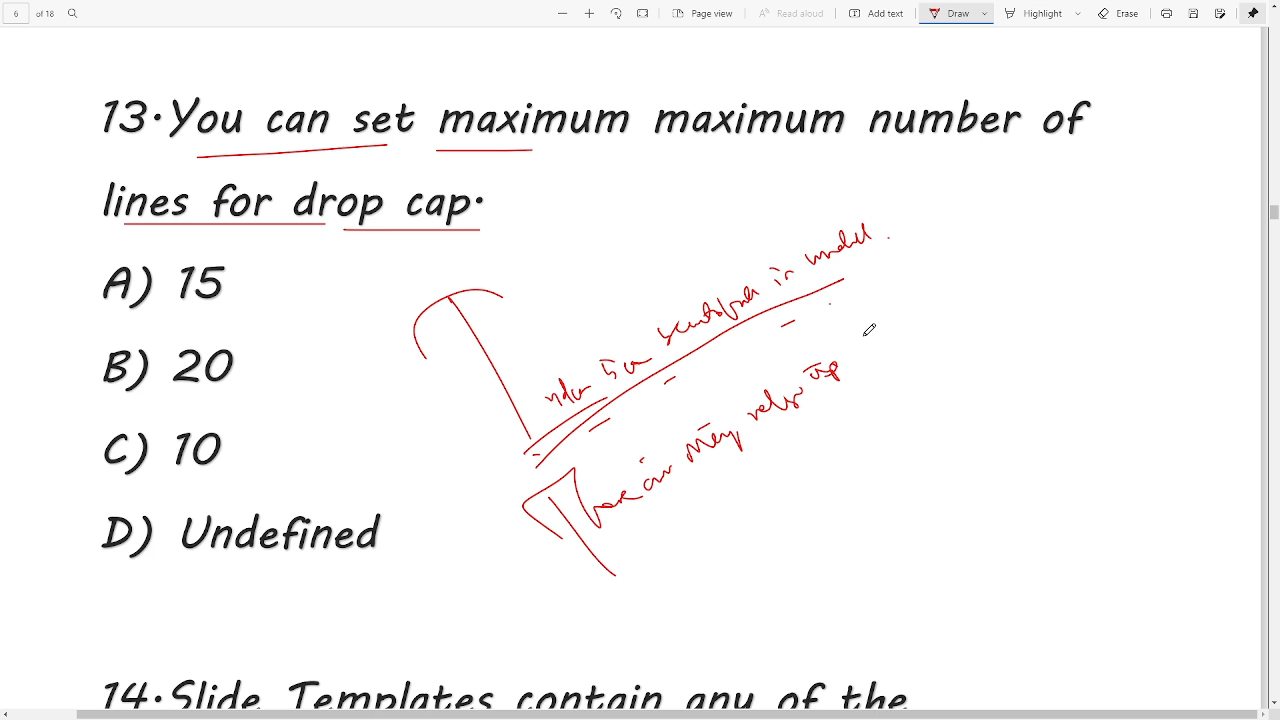 6 of 18 Page view Read aloud Add text Draw Highlight Erase
13.You can set maximum maximum number of
lines for drop cap.
A) 15
B) 20
C) 10
D) Undefined
14.Slide Templates contain any of the